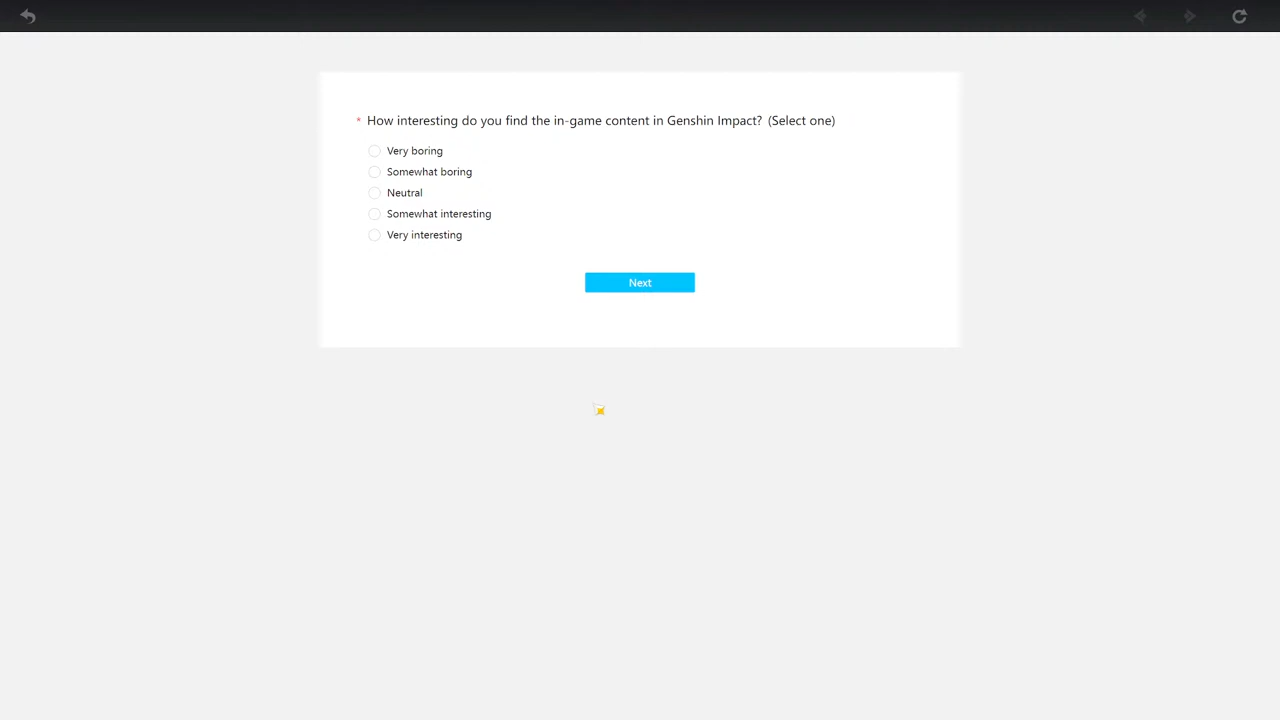 * How interesting do you find the in-game content in Genshin Impact? (Select one)
Very boring
Somewhat boring
Neutral
Somewhat interesting
Very interesting
Next